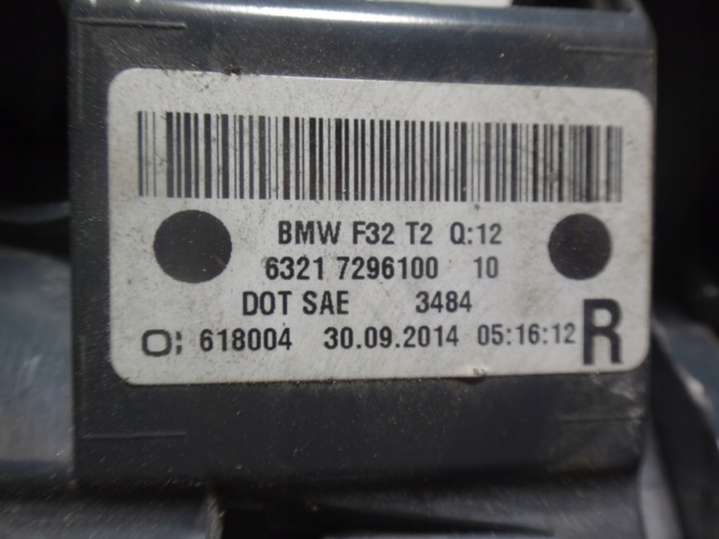 BMW F32 T2 Q:12
6321 7296100 10
DOT SAE 3484
618004 30.09.2014 05:16:12 R